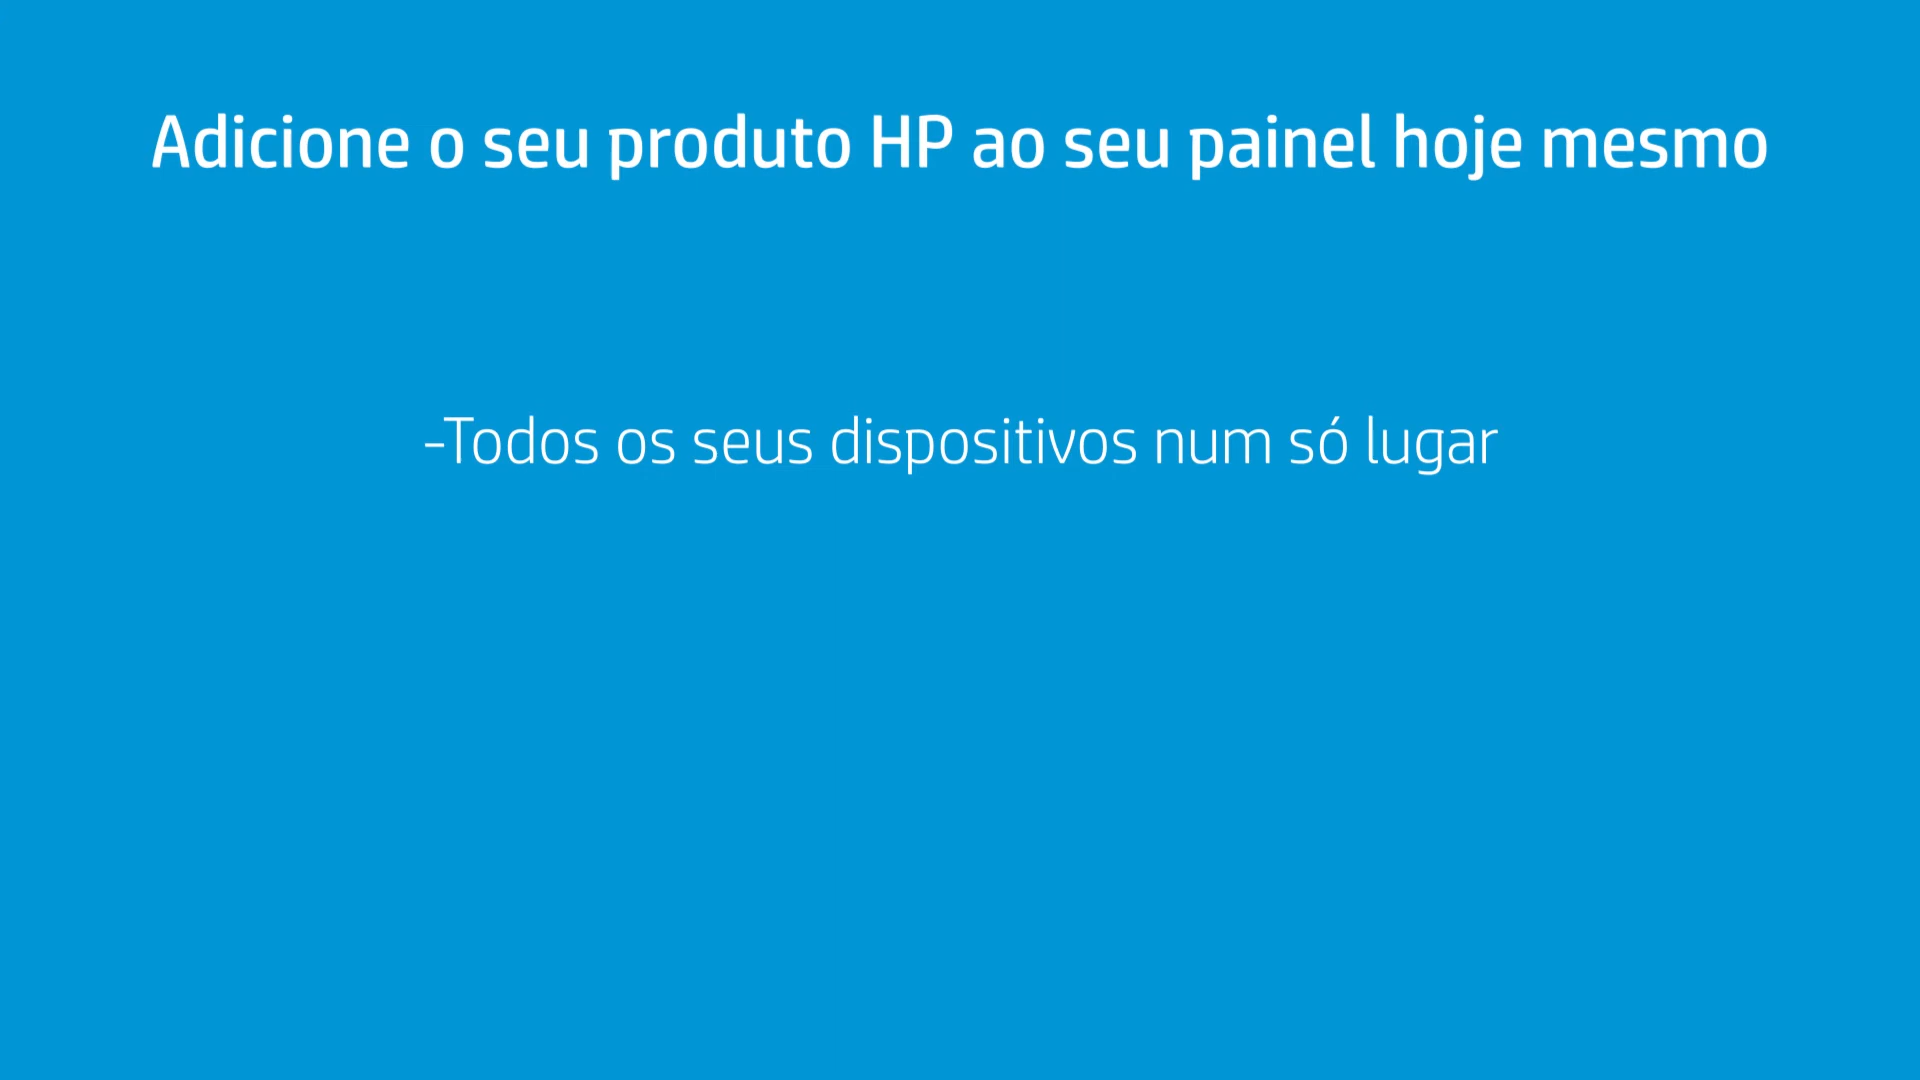 Adicione o seu produto HP ao seu painel hoje mesmo
-Todos os seus dispositivos num só lugar